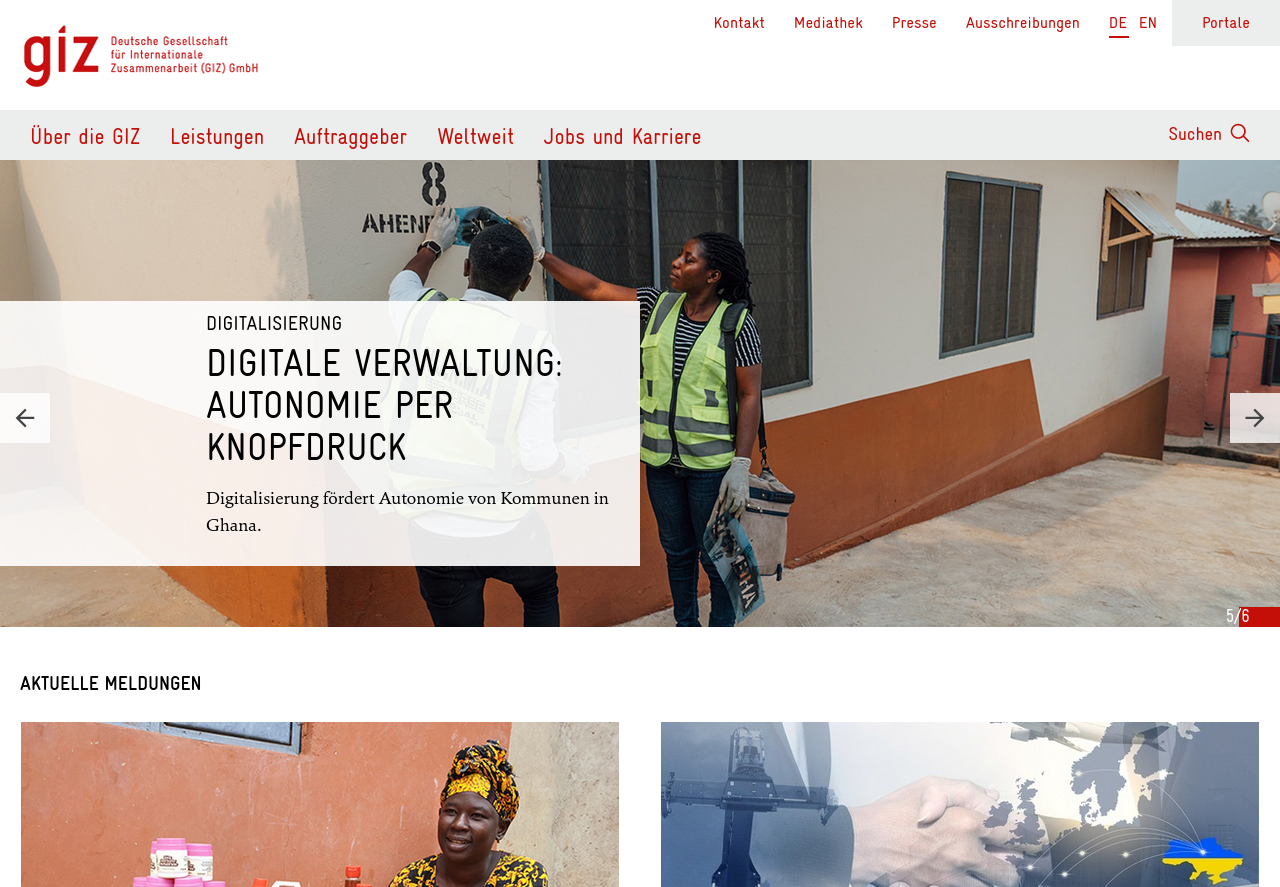 giz
Deutsche Gesellschaft
für Internationale
Zusammenarbeit (GIZ) GmbH
Kontakt Mediathek Presse Ausschreibungen DE EN Portale
Über die GIZ Leistungen Auftraggeber Weltweit Jobs und Karriere Suchen
8
DIGITALISIERUNG
DIGITALE VERWALTUNG:
AUTONOMIE PER
KNOPFDRUCK
Digitalisierung fördert Autonomie von Kommunen in
Ghana.
5/6
AKTUELLE MELDUNGEN